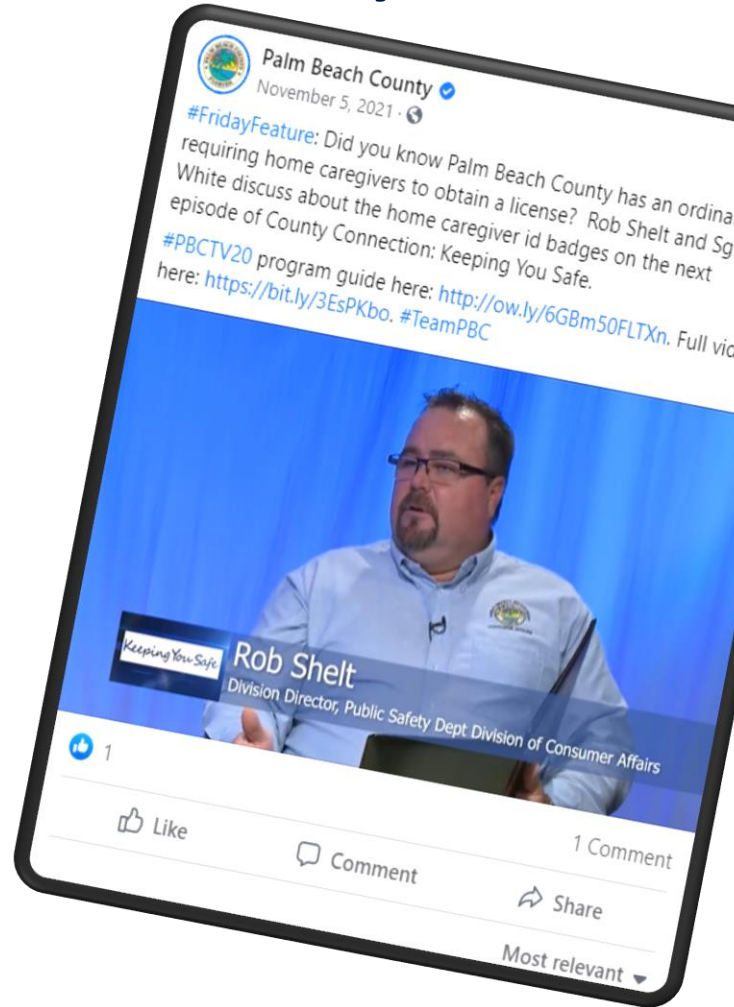 Palm Beach County
November 5, 2021 ·
#FridayFeature: Did you know Palm Beach County has an
requiring home caregivers to obtain a license? Rob Shelt and
White discuss about the home caregiver id badges on the next
episode of County Connection: Keeping You Safe.
#PBCTV20 program guide here: http://ow.ly/6GBm50FLTXn. Full
here: https://bit.ly/3EsPKbo. #TeamPBC
Keeping You Safe
Rob Shelt
Division Director, Public Safety Dept Division of Consumer Affairs
1
1 Comment
Like
Comment
Share
Most relevant